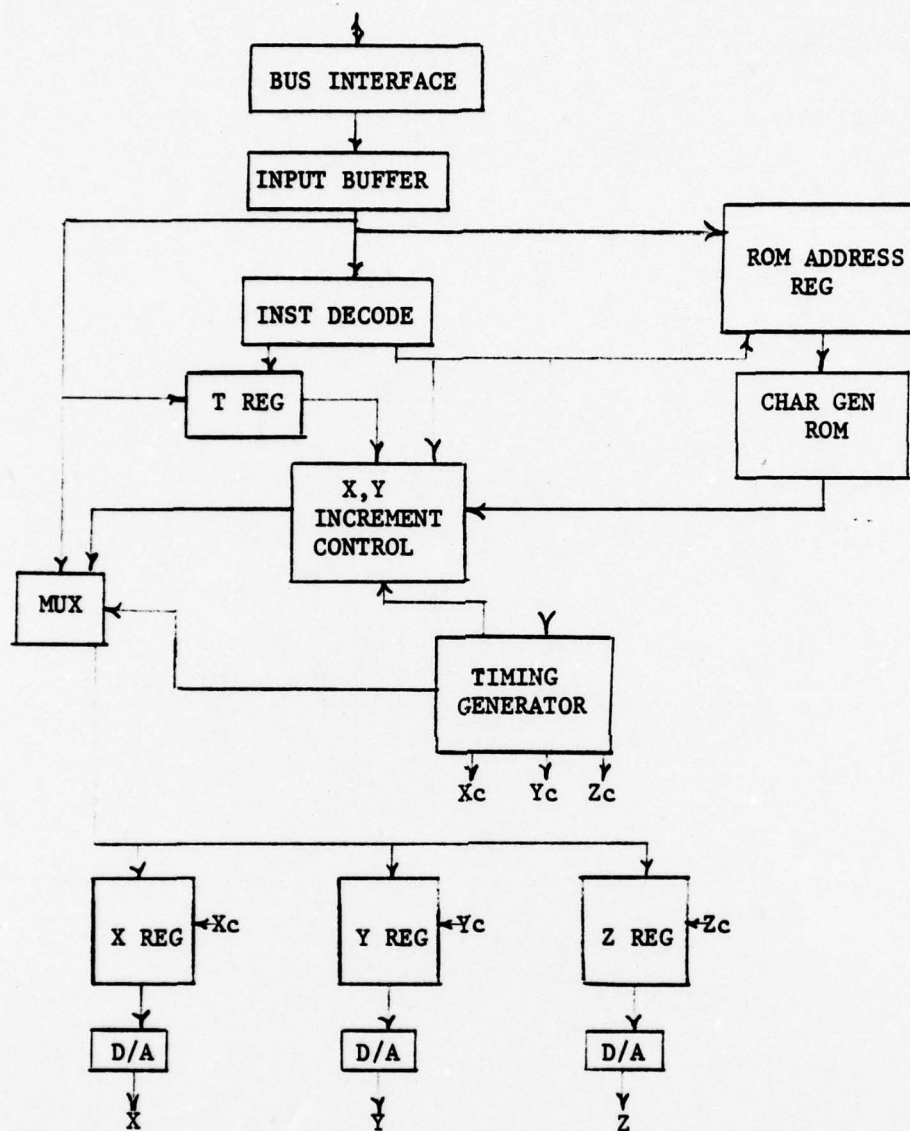 BUS INTERFACE
INPUT BUFFER
ROM ADDRESS
REG
INST DECODE
T REG
CHAR GEN
ROM
X,Y
INCREMENT
CONTROL
MUX
TIMING
GENERATOR
Xc Yc Zc
X REG
Xc
Y REG
Yc
Z REG
Zc
D/A
D/A
D/A
X
Y
Z